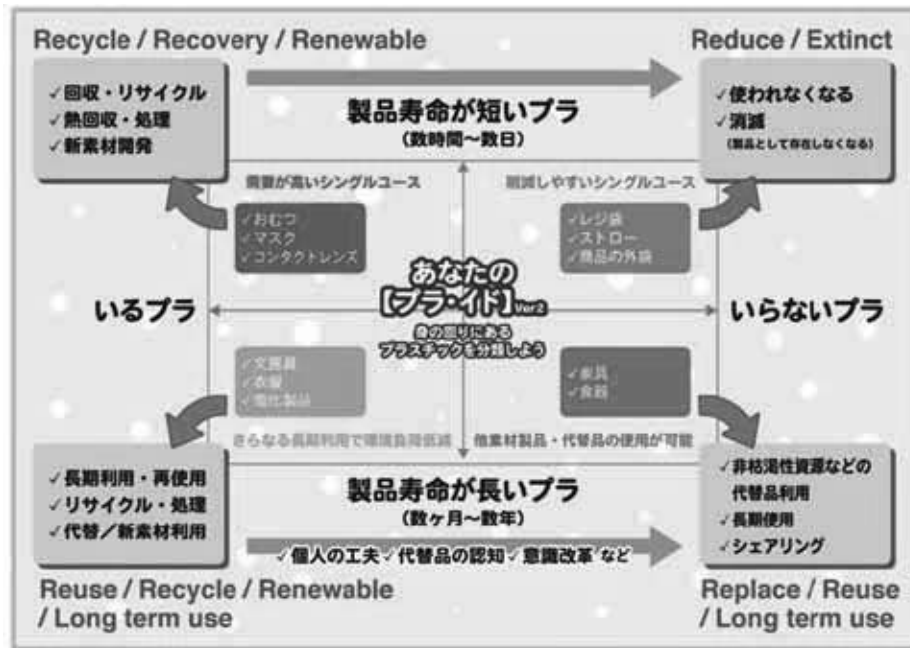 Recycle / Recovery / Renewable
Reduce / Extinct
✓回収・リサイクル
✓熱回収・処理
✓新素材開発
製品寿命が短いプラ
(数時間〜数日)
✓使われなくなる
✓消滅
(製品として存在しなくなる)
需要が高いシングルユース
削減しやすいシングルユース
✓おむつ
✓マスク
✓コンタクトレンズ
✓レジ袋
✓ストロー
✓商品の外袋
いるプラ
あなたの
【プラ・イド】Ver2
身の回りにある
プラスチックを分類しよう
いらないプラ
✓文房具
✓衣服
✓電化製品
✓家具
✓食器
さらなる長期利用で環境負荷低減
他素材製品・代替品の使用が可能
✓長期利用・再使用
✓リサイクル・処理
✓代替/新素材利用
製品寿命が長いプラ
(数ヶ月〜数年)
✓個人の工夫✓代替品の認知✓意識改革 など
✓非枯渇性資源などの
代替品利用
✓長期使用
✓シェアリング
Reuse / Recycle / Renewable
/ Long term use
Replace / Reuse /
Long term use